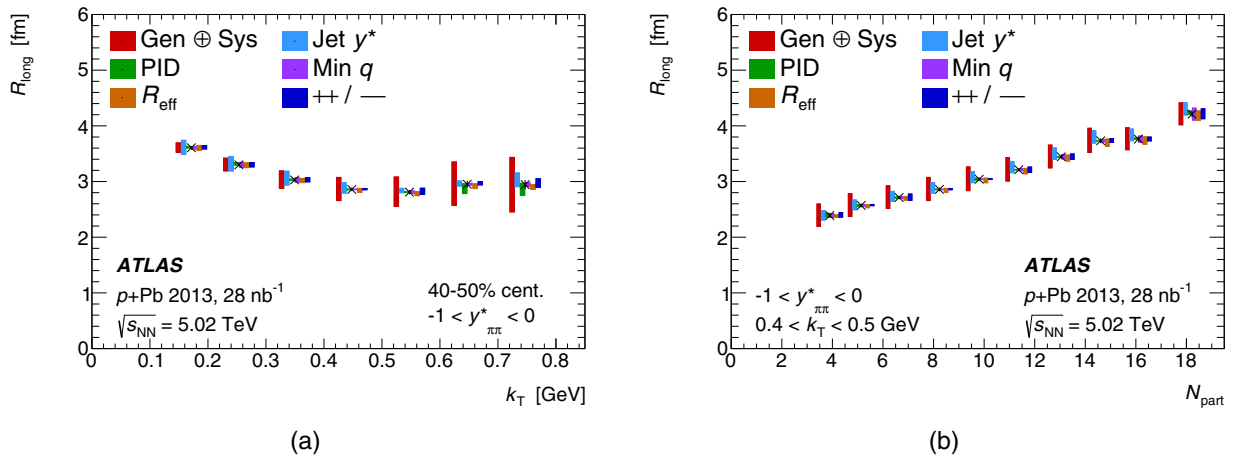 R_long [fm]
6
5
4
3
2
1
0
Gen ⊕ Sys
PID
R_eff
Jet y*
Min q
++ / −−
ATLAS
p+Pb 2013, 28 nb⁻¹
√s_NN = 5.02 TeV
40-50% cent.
-1 < y*_ππ < 0
0 0.1 0.2 0.3 0.4 0.5 0.6 0.7 0.8
k_T [GeV]
(a)
R_long [fm]
6
5
4
3
2
1
0
Gen ⊕ Sys
PID
R_eff
Jet y*
Min q
++ / −−
-1 < y*_ππ < 0
0.4 < k_T < 0.5 GeV
ATLAS
p+Pb 2013, 28 nb⁻¹
√s_NN = 5.02 TeV
0 2 4 6 8 10 12 14 16 18
N_part
(b)